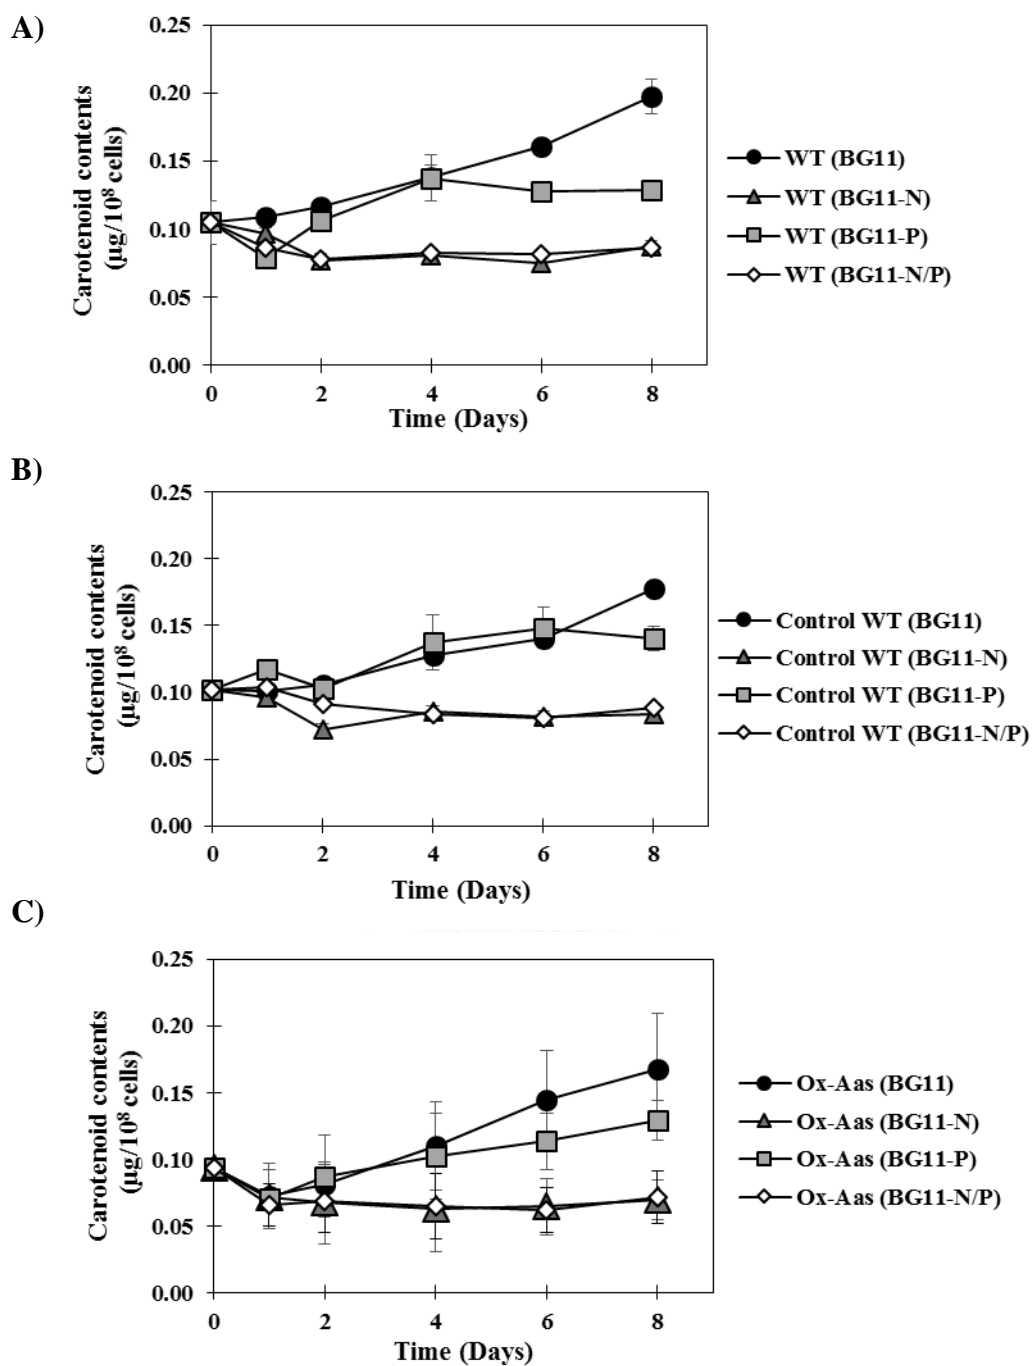 A)
Carotenoid contents
(µg/10⁸ cells)
0.25
0.20
0.15
0.10
0.05
0.00
0 2 4 6 8
Time (Days)
WT (BG11)
WT (BG11-N)
WT (BG11-P)
WT (BG11-N/P)
B)
Carotenoid contents
(µg/10⁸ cells)
0.25
0.20
0.15
0.10
0.05
0.00
0 2 4 6 8
Time (Days)
Control WT (BG11)
Control WT (BG11-N)
Control WT (BG11-P)
Control WT (BG11-N/P)
C)
Carotenoid contents
(µg/10⁸ cells)
0.25
0.20
0.15
0.10
0.05
0.00
0 2 4 6 8
Time (Days)
Ox-Aas (BG11)
Ox-Aas (BG11-N)
Ox-Aas (BG11-P)
Ox-Aas (BG11-N/P)